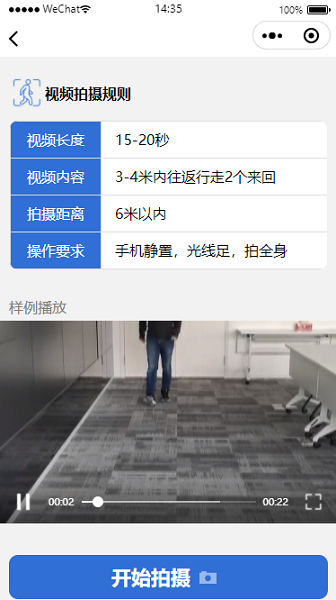 WeChat 14:35 100%
视频拍摄规则
视频长度 15-20秒
视频内容 3-4米内往返行走2个来回
拍摄距离 6米以内
操作要求 手机静置，光线足，拍全身
样例播放
00:02 00:22
开始拍摄